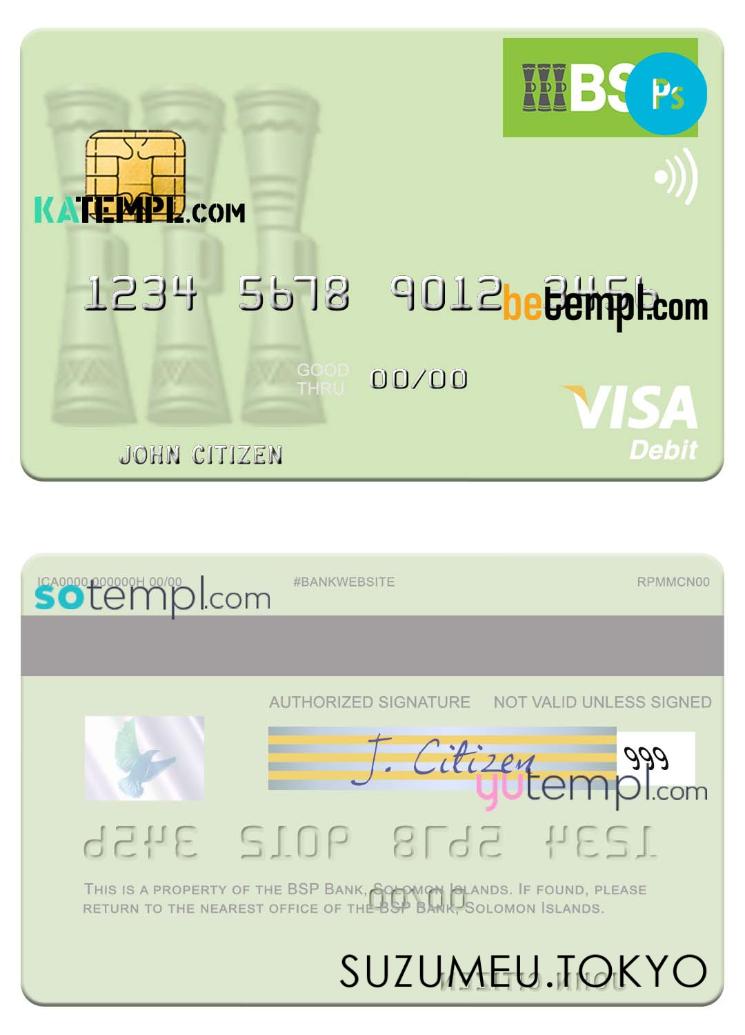 BS
Ps
KATEMPL.COM
1234 5678 9012 3456
betempl.com
GOOD
THRU
00/00
VISA
Debit
JOHN CITIZEN
ICA0000 000000H 00/00
#BANKWEBSITE
RPMMCN00
sotempl.com
AUTHORIZED SIGNATURE
NOT VALID UNLESS SIGNED
J. Citizen
999
yutempl.com
THIS IS A PROPERTY OF THE BSP BANK, SOLOMON ISLANDS. IF FOUND, PLEASE
RETURN TO THE NEAREST OFFICE OF THE BSP BANK, SOLOMON ISLANDS.
SUZUMEU.TOKYO